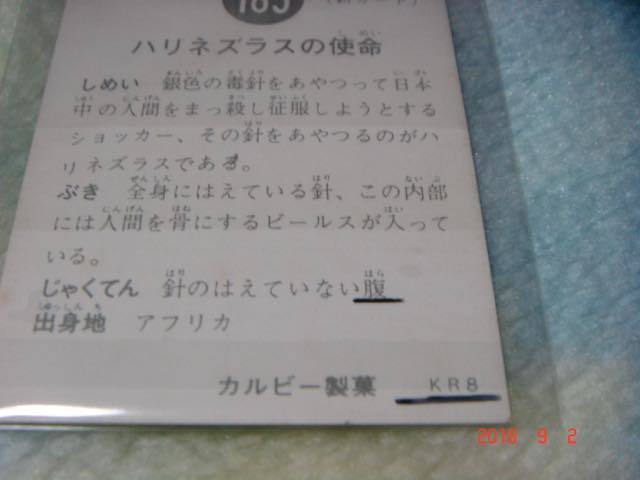 ハリネズラスの使命
しめい 銀色の毒針をあやつって日本
中の人間をまっ殺し征服しようとする
ショッカー、その針をあやつるのがハ
リネズラスである。
ぶき 全身にはえている針、この内部
には人間を骨にするビールスが入って
いる。
じゃくてん 針のはえていない腹
出身地 アフリカ
カルビー製菓 KR8
2018 9 2